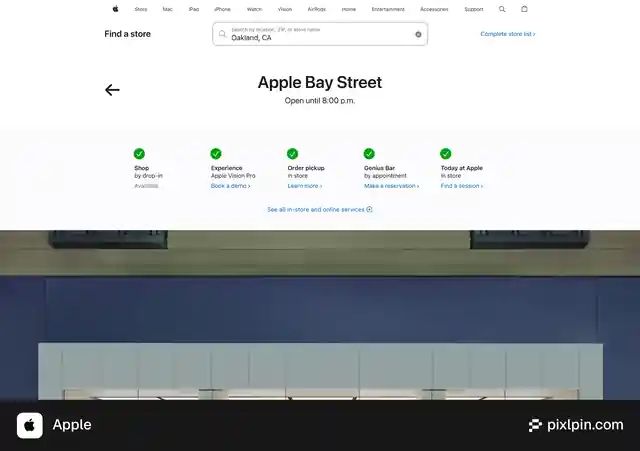 Store Mac iPad iPhone Watch Vision AirPods Home Entertainment Accessories Support
Find a store
Search by location, ZIP, or store name
Oakland, CA
Complete store list ›
Apple Bay Street
Open until 8:00 p.m.
Shop
by drop-in
Experience
Apple Vision Pro
Book a demo ›
Order pickup
in store
Learn more ›
Genius Bar
by appointment
Make a reservation ›
Today at Apple
in store
Find a session ›
See all in-store and online services
Apple
pixlpin.com